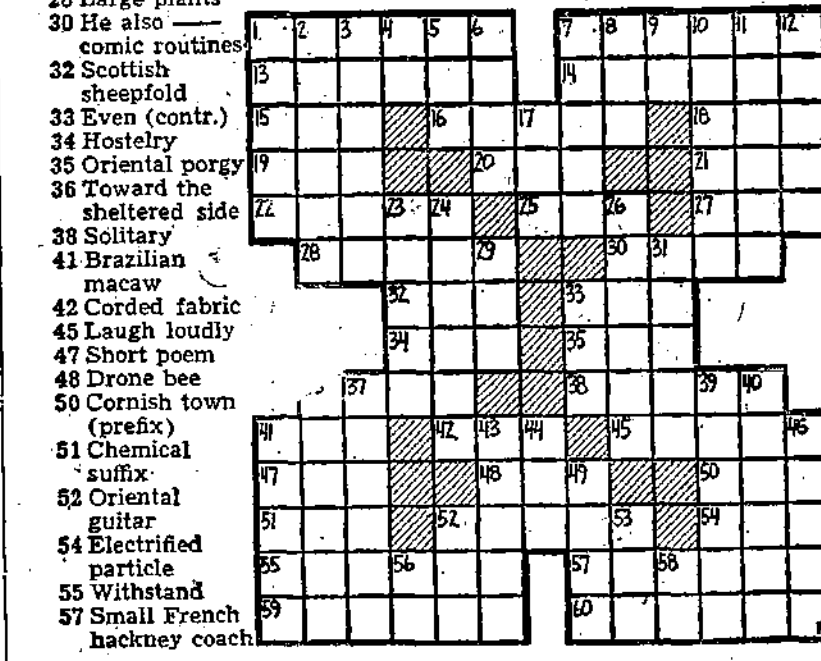 28 Large plants
30 He also ——
comic routines
32 Scottish
sheepfold
33 Even (contr.)
34 Hostelry
35 Oriental porgy
36 Toward the
sheltered side
38 Solitary
41 Brazilian
macaw
42 Corded fabric
45 Laugh loudly
47 Short poem
48 Drone bee
50 Cornish town
(prefix)
51 Chemical
suffix
52 Oriental
guitar
54 Electrified
particle
55 Withstand
57 Small French
hackney coach
1 2 3 4 5 6 7 8 9 10 11 12
13 14
15 16 17 18
19 20 21
22 23 24 25 26 27
28 29 30 31
32 33
34 35
37 38 39 40
41 42 43 44 45 46
47 48 49 50
51 52 53 54
55 56 57 58
59 60